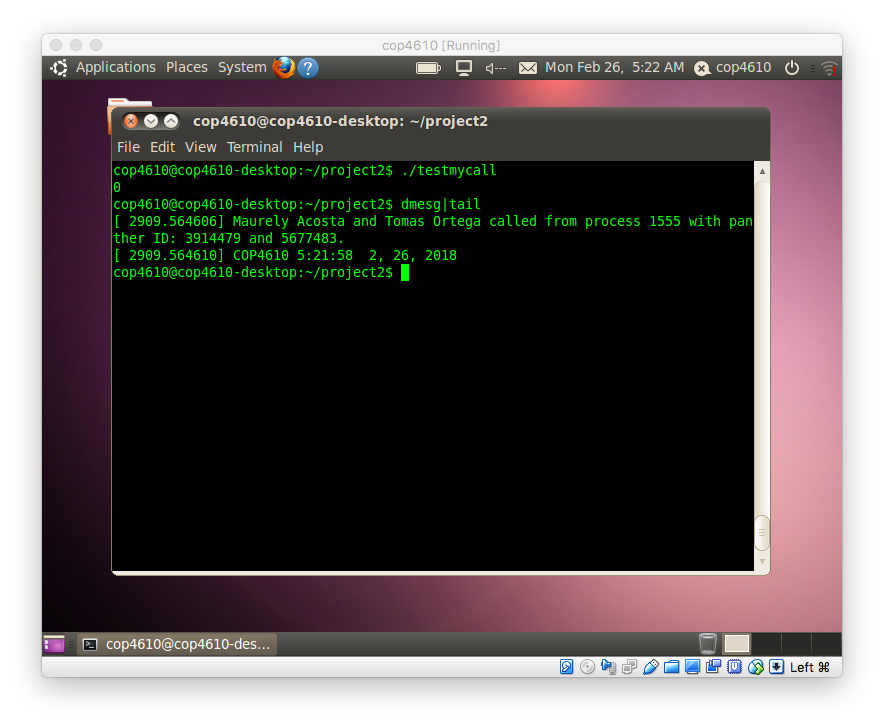 cop4610 [Running]
Applications Places System ? Mon Feb 26, 5:22 AM cop4610
cop4610@cop4610-desktop: ~/project2
File Edit View Terminal Help
cop4610@cop4610-desktop:~/project2$ ./testmycall
0
cop4610@cop4610-desktop:~/project2$ dmesg|tail
[ 2909.564606] Maurely Acosta and Tomas Ortega called from process 1555 with pan
ther ID: 3914479 and 5677483.
[ 2909.564610] COP4610 5:21:58  2, 26, 2018
cop4610@cop4610-desktop:~/project2$
cop4610@cop4610-des...
Left ⌘